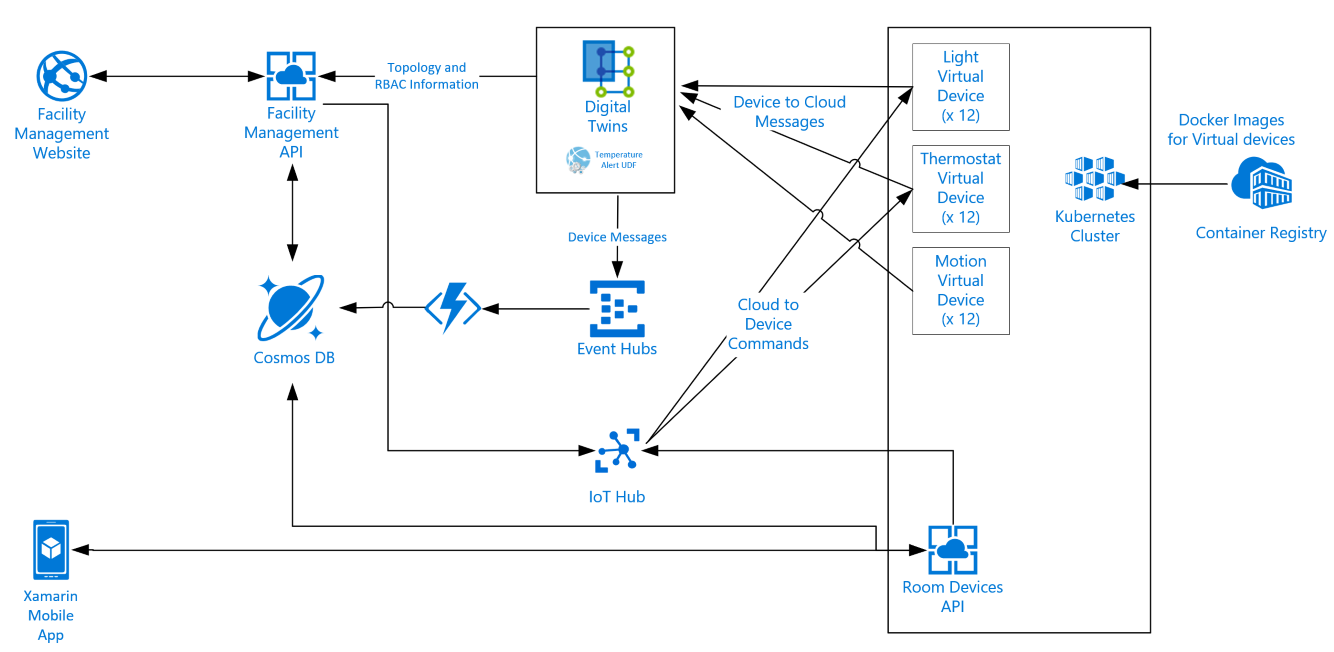 Facility
Management
Website
Facility
Management
API
Topology and
RBAC Information
Digital
Twins
Temperature
Alert UDF
Device to Cloud
Messages
Light
Virtual
Device
(x 12)
Thermostat
Virtual
Device
(x 12)
Motion
Virtual
Device
(x 12)
Kubernetes
Cluster
Docker Images
for Virtual devices
Container Registry
Device Messages
Event Hubs
Cosmos DB
Cloud to
Device
Commands
IoT Hub
Xamarin
Mobile
App
Room Devices
API